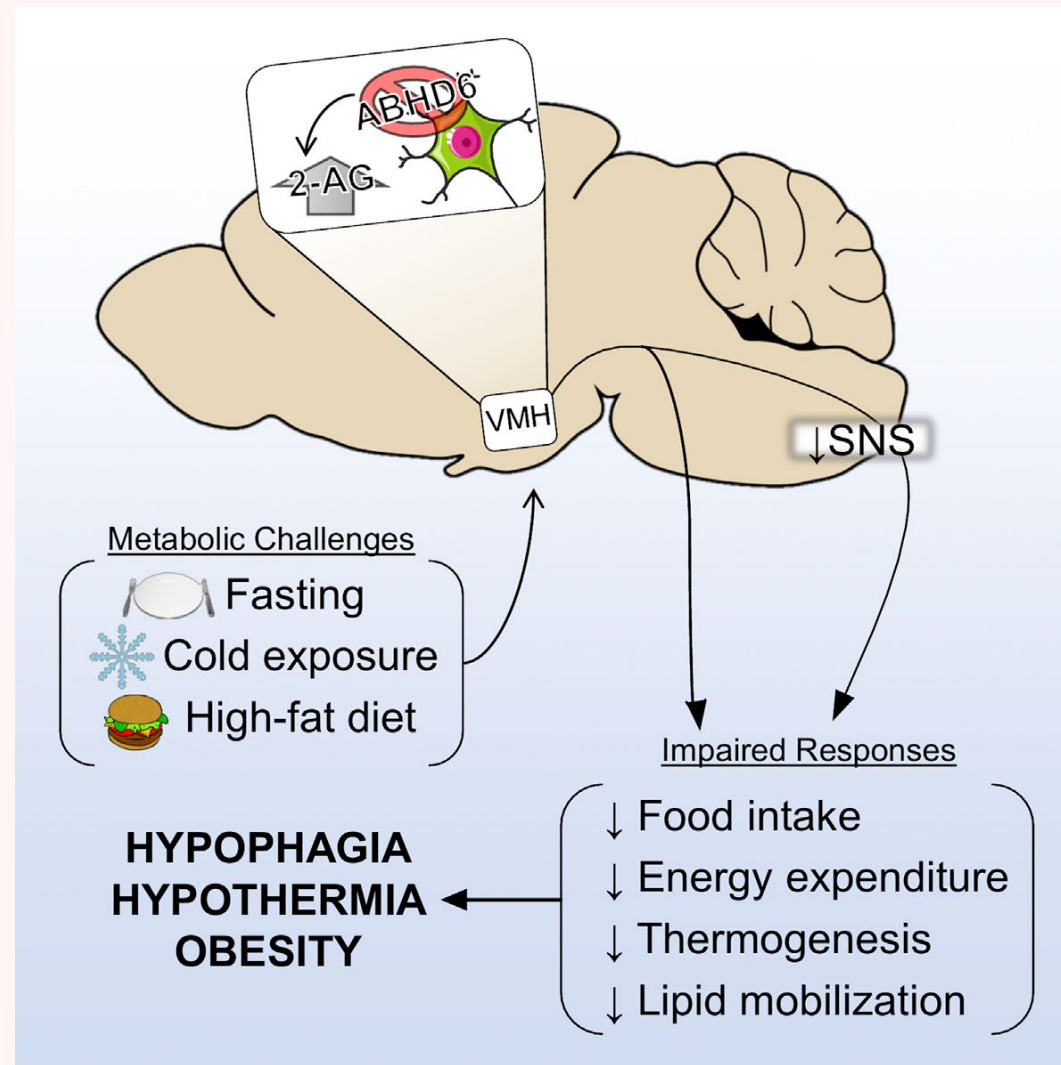 ABHD6
2-AG
VMH
↓SNS
Metabolic Challenges
Fasting
Cold exposure
High-fat diet
Impaired Responses
↓ Food intake
↓ Energy expenditure
↓ Thermogenesis
↓ Lipid mobilization
HYPOPHAGIA
HYPOTHERMIA
OBESITY